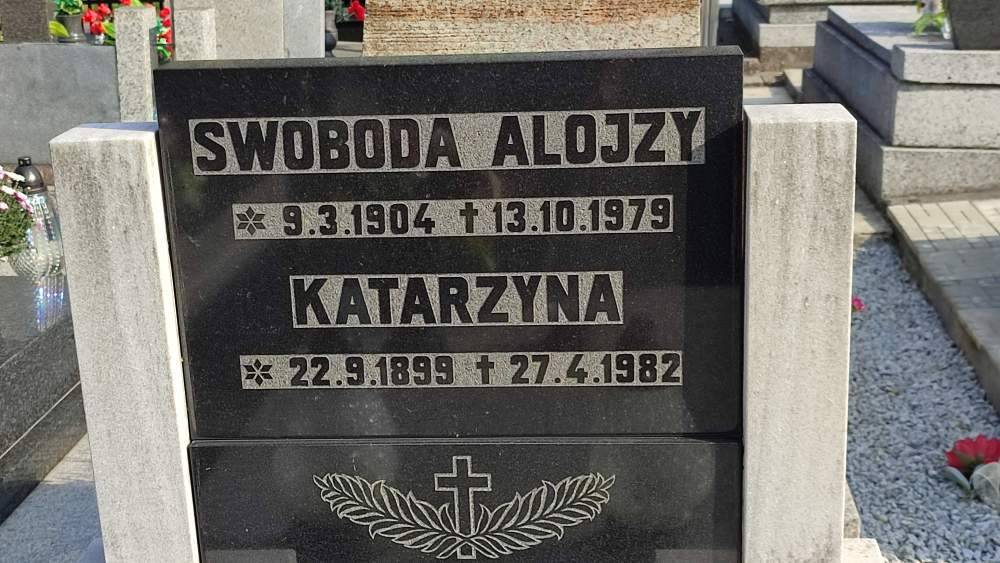 SWOBODA ALOJZY
9.3.1904 † 13.10.1979
KATARZYNA
22.9.1899 † 27.4.1982